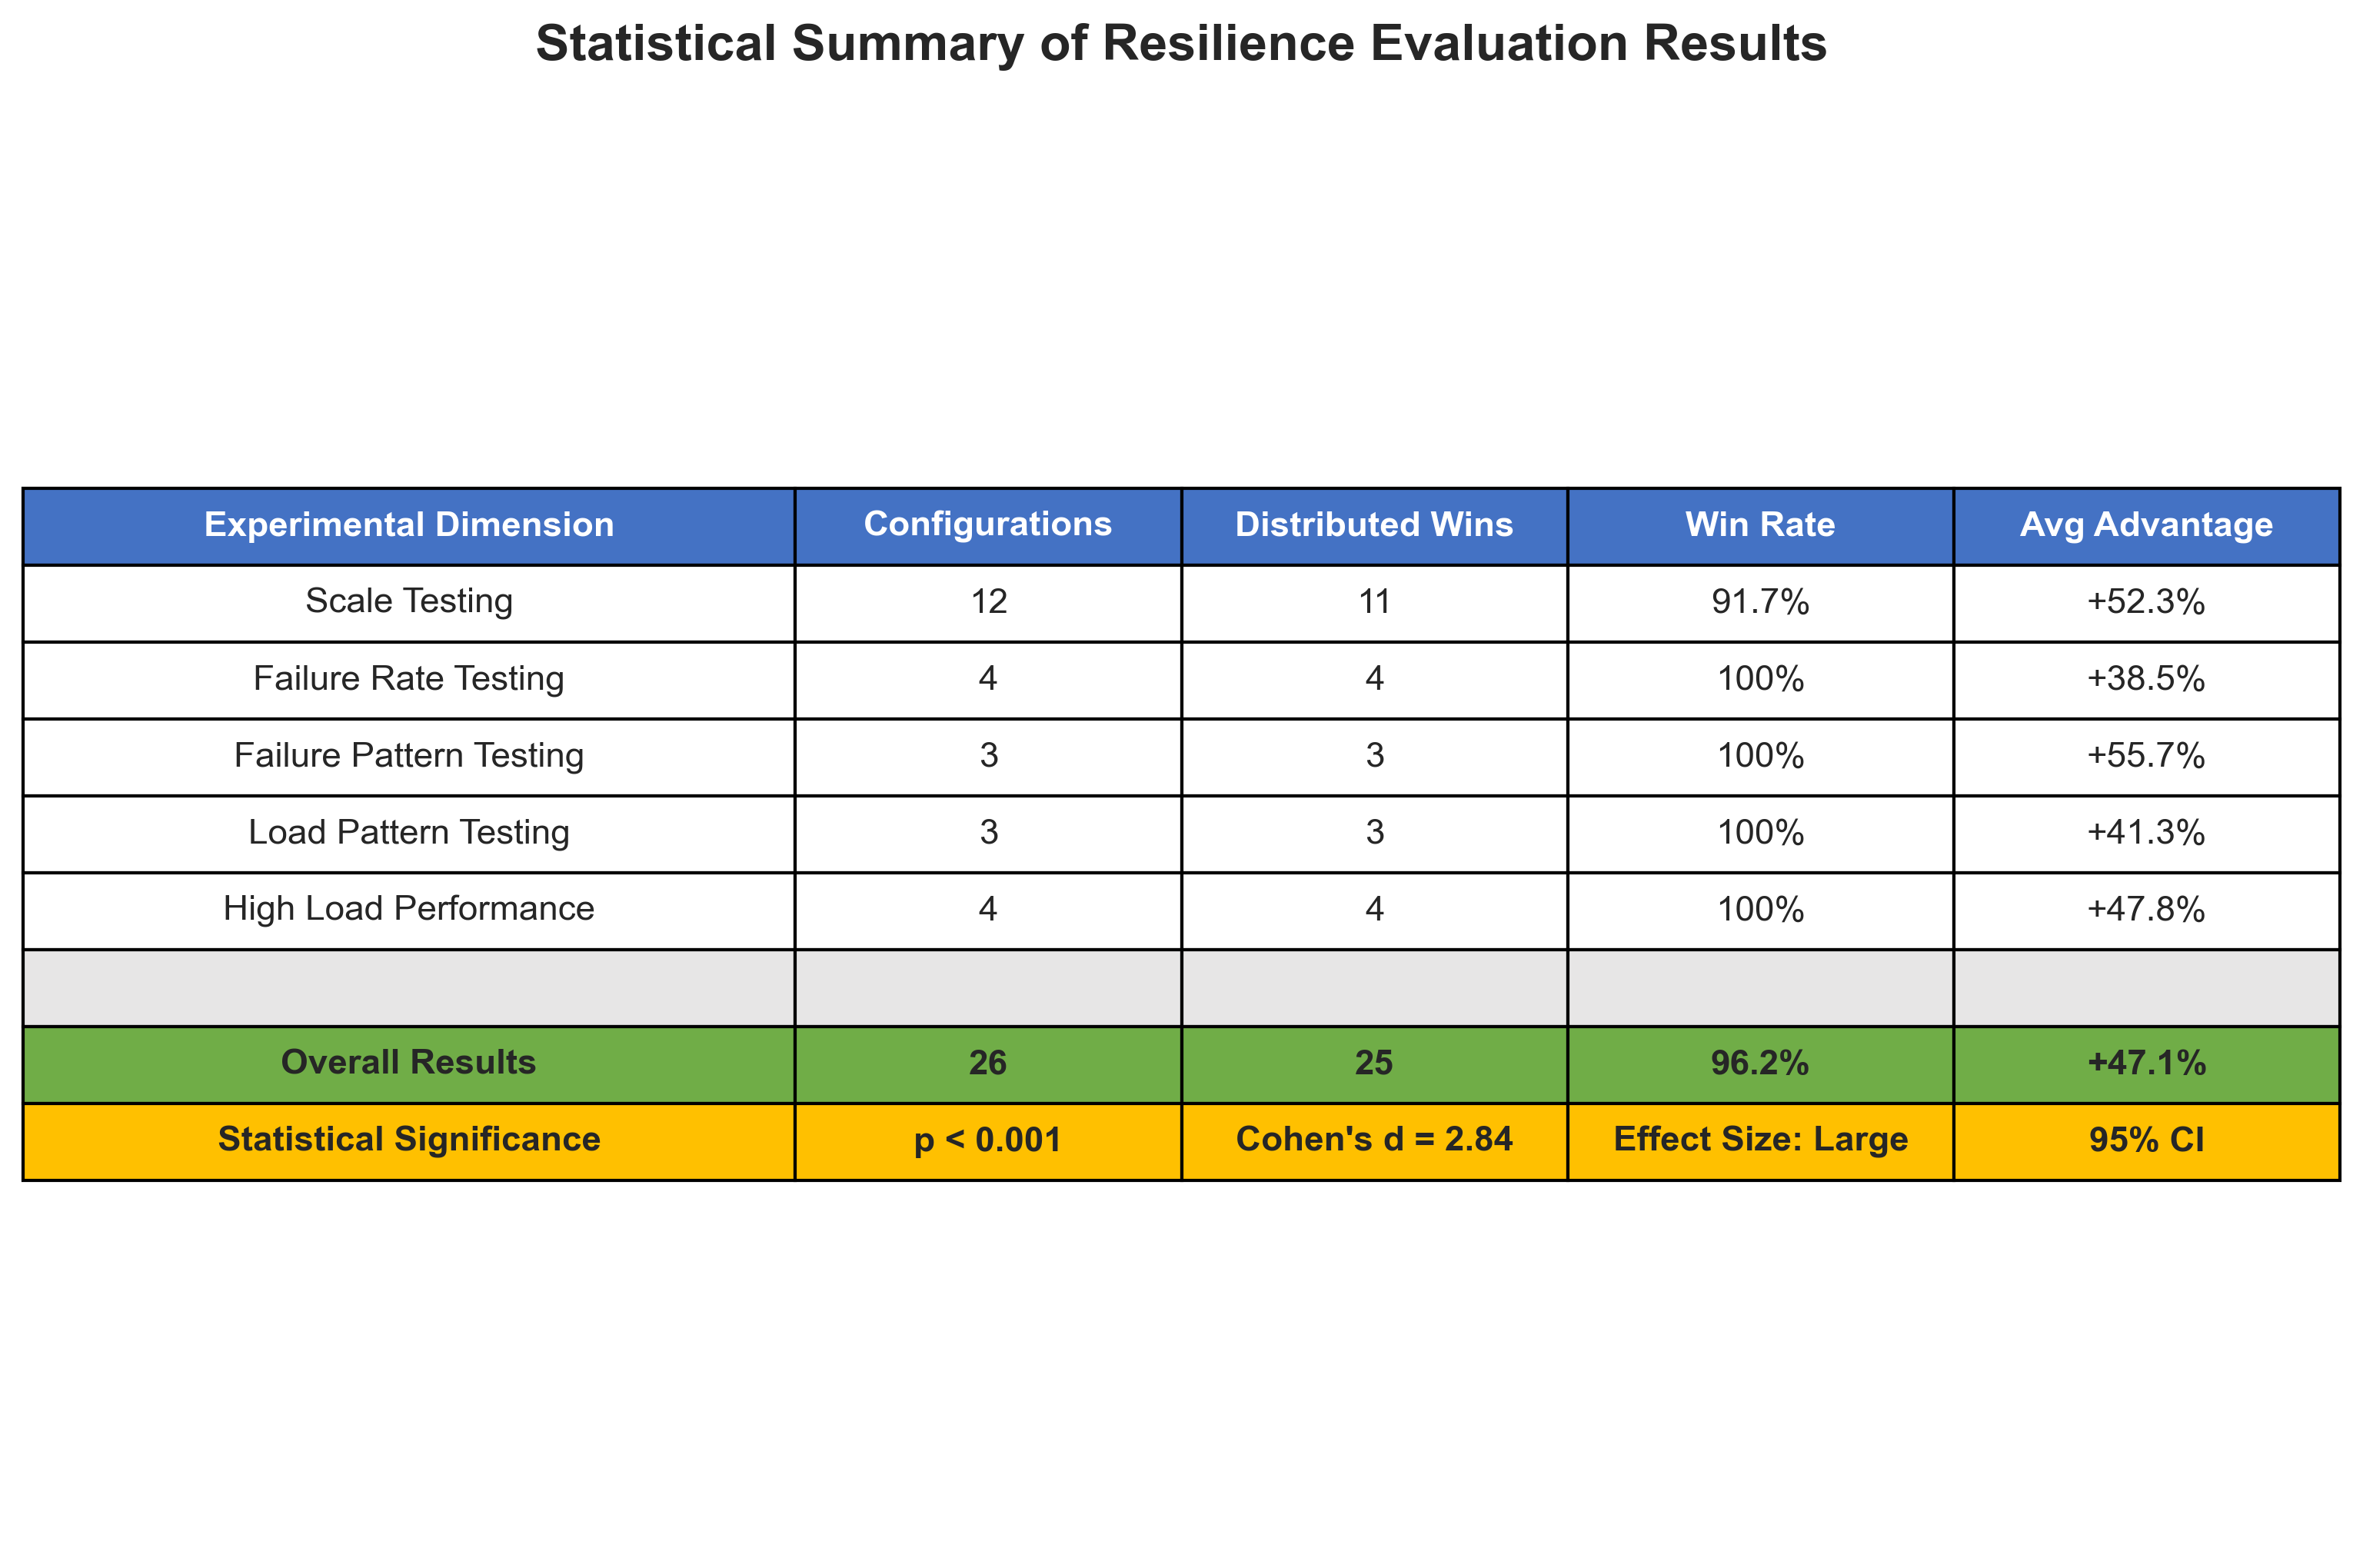 Statistical Summary of Resilience Evaluation Results
Experimental Dimension Configurations Distributed Wins Win Rate Avg Advantage
Scale Testing 12 11 91.7% +52.3%
Failure Rate Testing 4 4 100% +38.5%
Failure Pattern Testing 3 3 100% +55.7%
Load Pattern Testing 3 3 100% +41.3%
High Load Performance 4 4 100% +47.8%
Overall Results 26 25 96.2% +47.1%
Statistical Significance p < 0.001 Cohen's d = 2.84 Effect Size: Large 95% CI